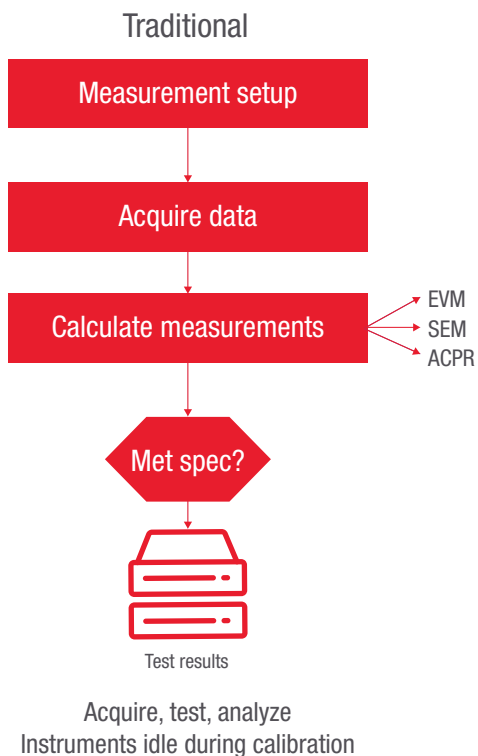 Traditional
Measurement setup
Acquire data
Calculate measurements
EVM
SEM
ACPR
Met spec?
Test results
Acquire, test, analyze
Instruments idle during calibration